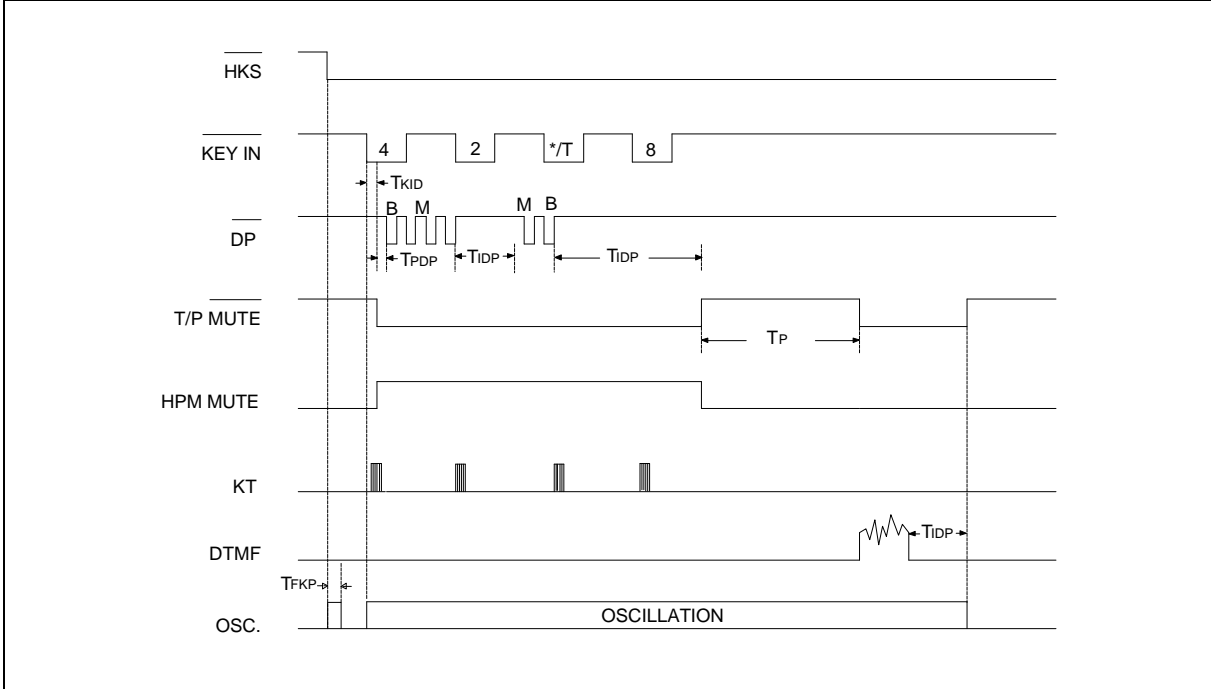 HKS
KEY IN 4 2 */T 8
TKID
B M M B
DP
TPDP TIDP TIDP
T/P MUTE
TP
HPM MUTE
KT
DTMF TIDP
TFKP
OSC. OSCILLATION